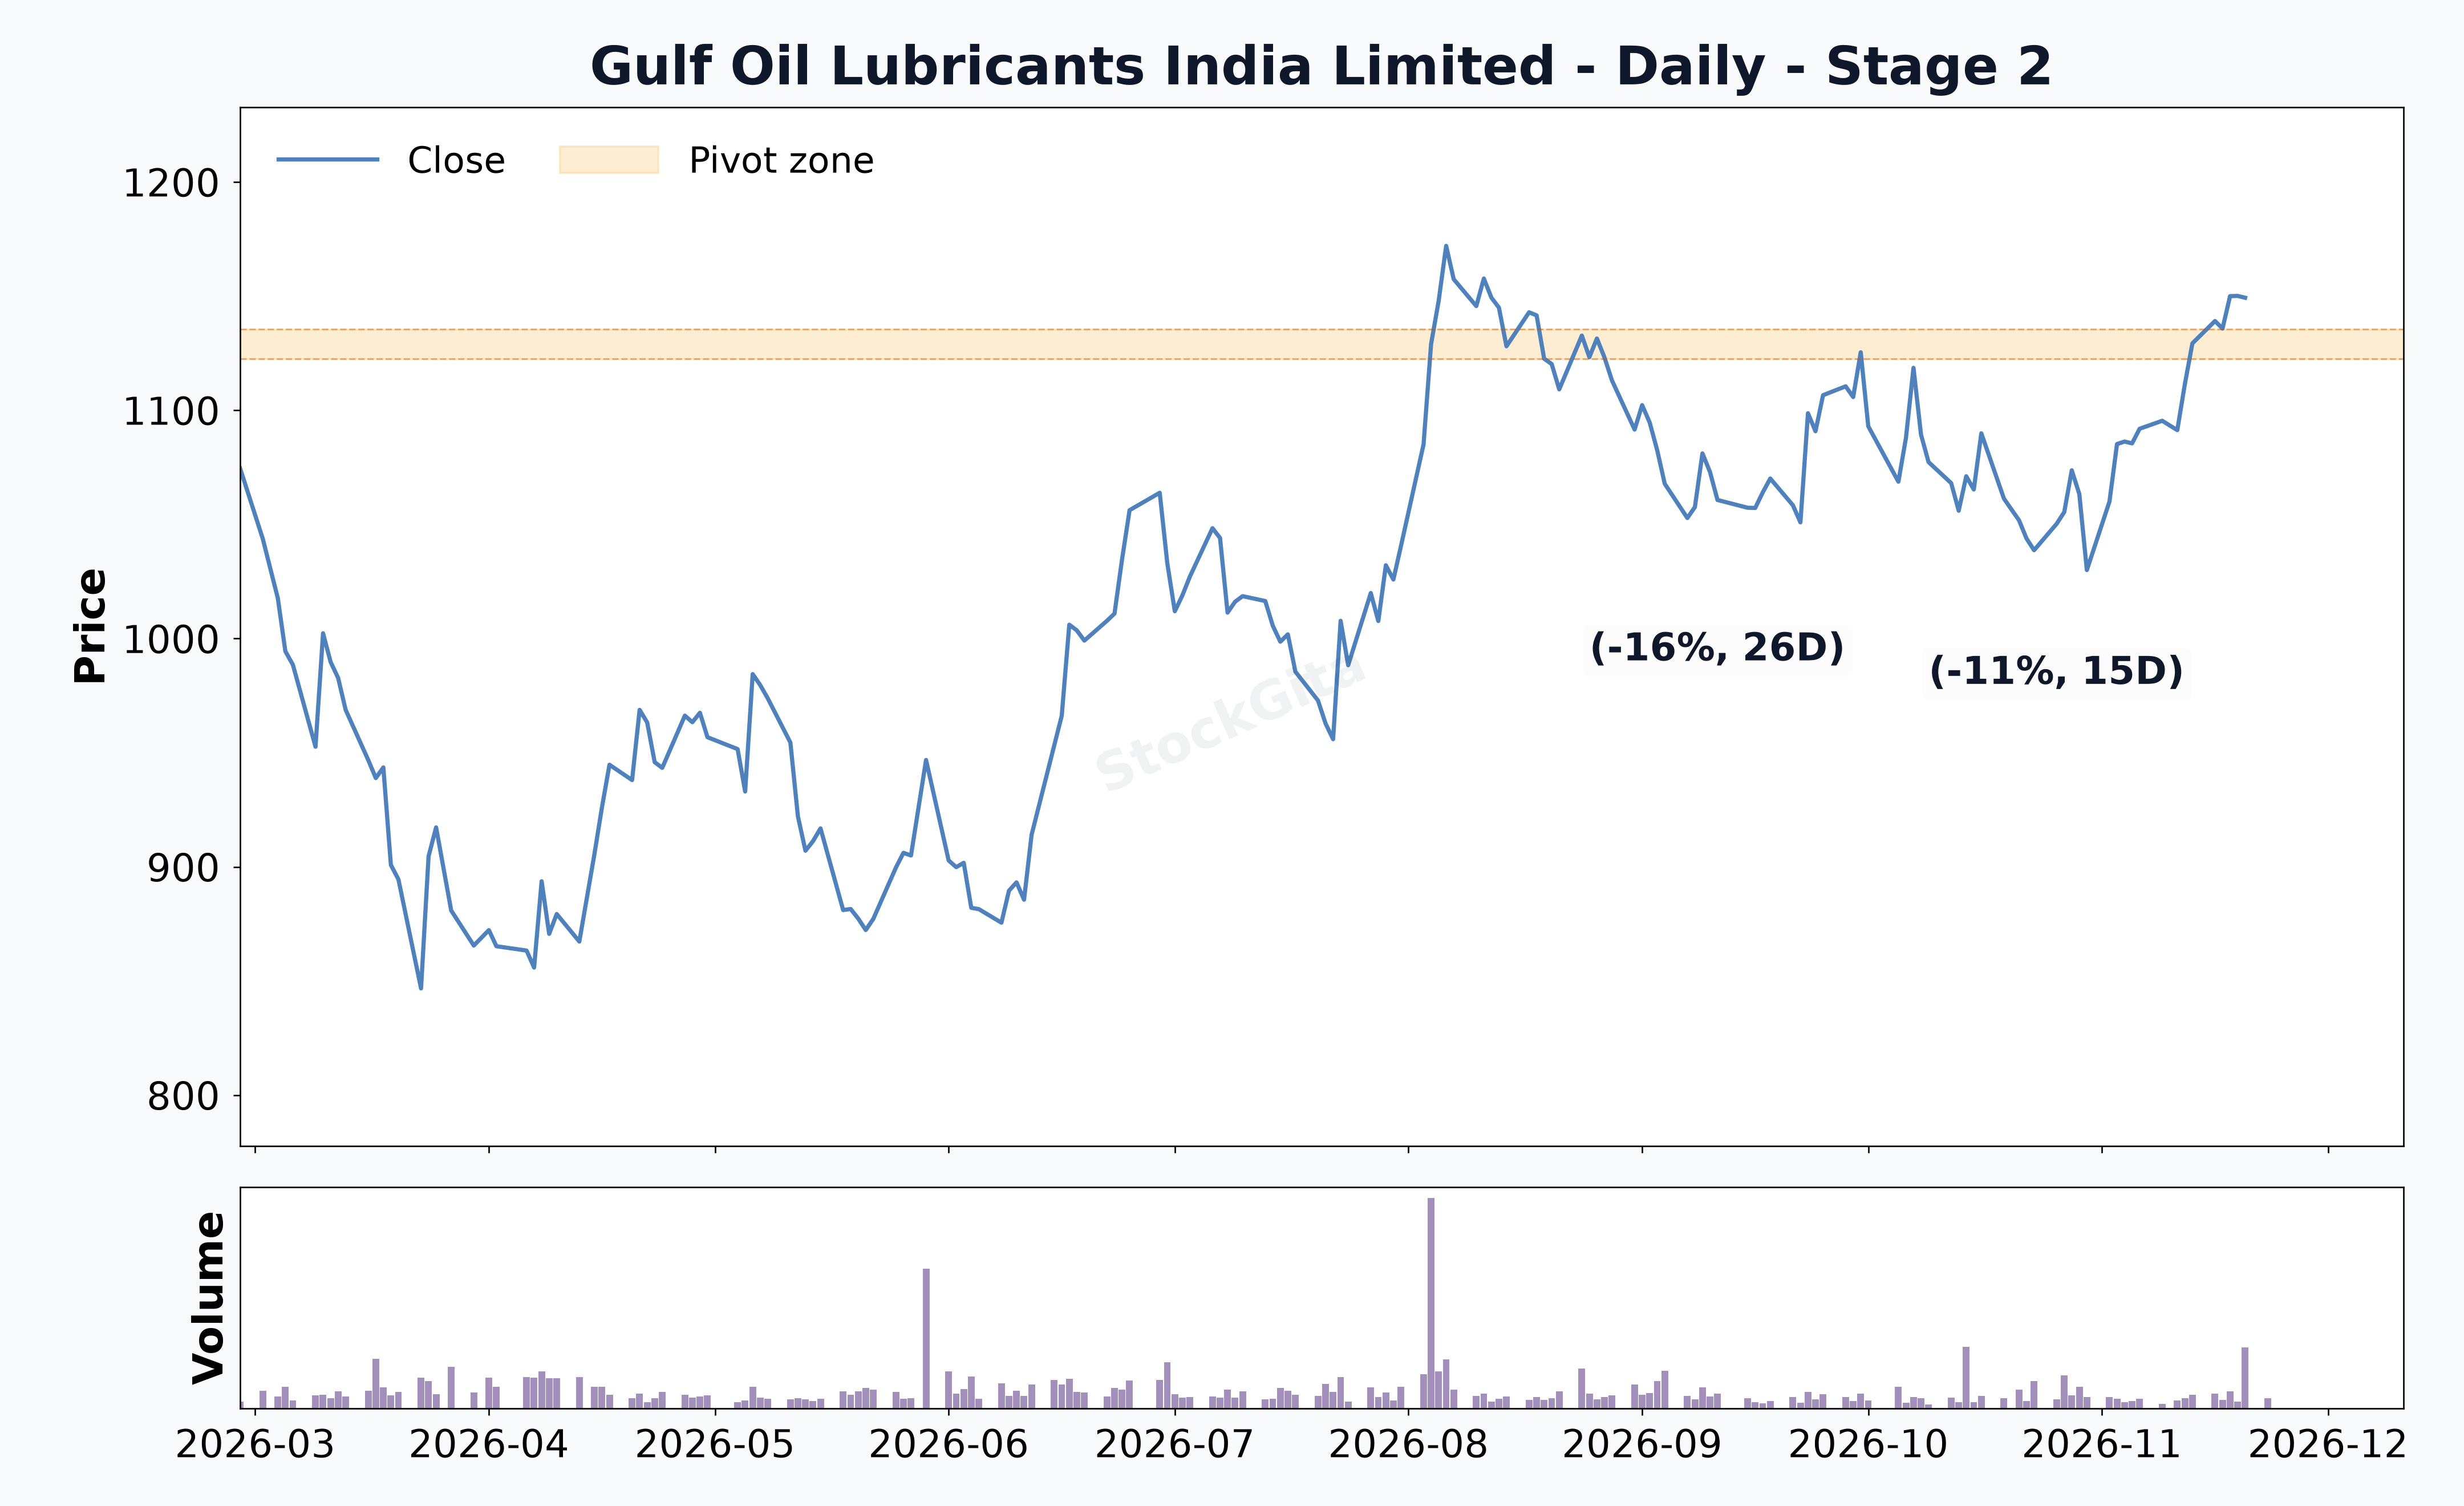 Gulf Oil Lubricants India Limited - Daily - Stage 2
Close
Pivot zone
1200
1100
1000
900
800
Price
(-16%, 26D)
(-11%, 15D)
StockGita
Volume
2026-03
2026-04
2026-05
2026-06
2026-07
2026-08
2026-09
2026-10
2026-11
2026-12